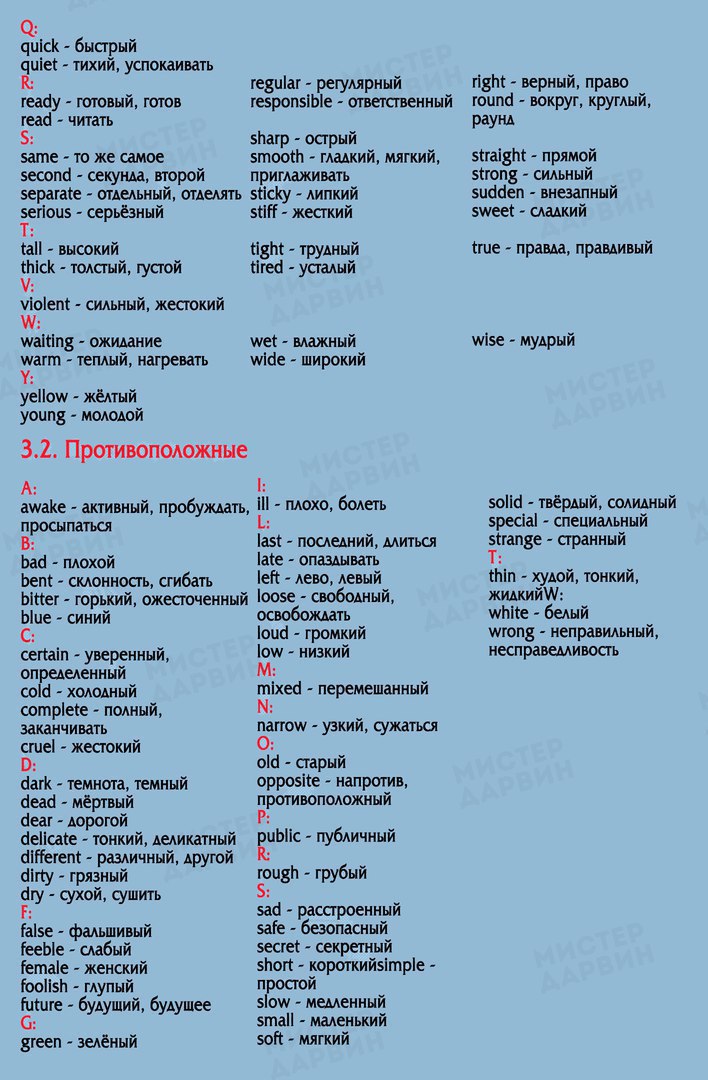 Q:
quick - быстрый
quiet - тихий, успокаивать
R:
ready - готовый, готов
read - читать
regular - регулярный
responsible - ответственный
right - верный, право
round - вокруг, круглый,
раунд
S:
same - то же самое
second - секунда, второй
separate - отдельный, отделять
serious - серьёзный
sharp - острый
smooth - гладкий, мягкий,
приглаживать
sticky - липкий
stiff - жесткий
straight - прямой
strong - сильный
sudden - внезапный
sweet - сладкий
T:
tall - высокий
thick - толстый, густой
tight - трудный
tired - усталый
true - правда, правдивый
V:
violent - сильный, жестокий
W:
waiting - ожидание
warm - теплый, нагревать
wet - влажный
wide - широкий
wise - мудрый
Y:
yellow - жёлтый
young - молодой
3.2. Противоположные
A:
awake - активный, пробуждать,
просыпаться
B:
bad - плохой
bent - склонность, сгибать
bitter - горький, ожесточенный
blue - синий
C:
certain - уверенный,
определенный
cold - холодный
complete - полный,
заканчивать
cruel - жестокий
D:
dark - темнота, темный
dead - мёртвый
dear - дорогой
delicate - тонкий, деликатный
different - различный, другой
dirty - грязный
dry - сухой, сушить
F:
false - фальшивый
feeble - слабый
female - женский
foolish - глупый
future - будущий, будущее
G:
green - зелёный
I:
ill - плохо, болеть
L:
last - последний, длиться
late - опаздывать
left - лево, левый
loose - свободный,
освобождать
loud - громкий
low - низкий
M:
mixed - перемешанный
N:
narrow - узкий, сужаться
O:
old - старый
opposite - напротив,
противоположный
P:
public - публичный
R:
rough - грубый
S:
sad - расстроенный
safe - безопасный
secret - секретный
short - короткийsimple -
простой
slow - медленный
small - маленький
soft - мягкий
solid - твёрдый, солидный
special - специальный
strange - странный
T:
thin - худой, тонкий,
жидкийW:
white - белый
wrong - неправильный,
несправедливость
МИСТЕР
ДАРВИН